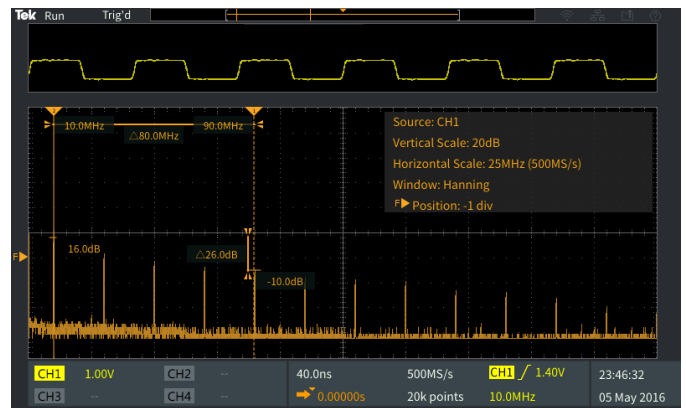 Tek Run Trig'd
10.0MHz 90.0MHz
△80.0MHz
Source: CH1
Vertical Scale: 20dB
Horizontal Scale: 25MHz (500MS/s)
Window: Hanning
F Position: -1 div
16.0dB
△26.0dB
F
-10.0dB
CH1 1.00V CH2 -- 40.0ns 500MS/s CH1 1.40V 23:46:32
CH3 -- CH4 -- 0.00000s 20k points 10.0MHz 05 May 2016